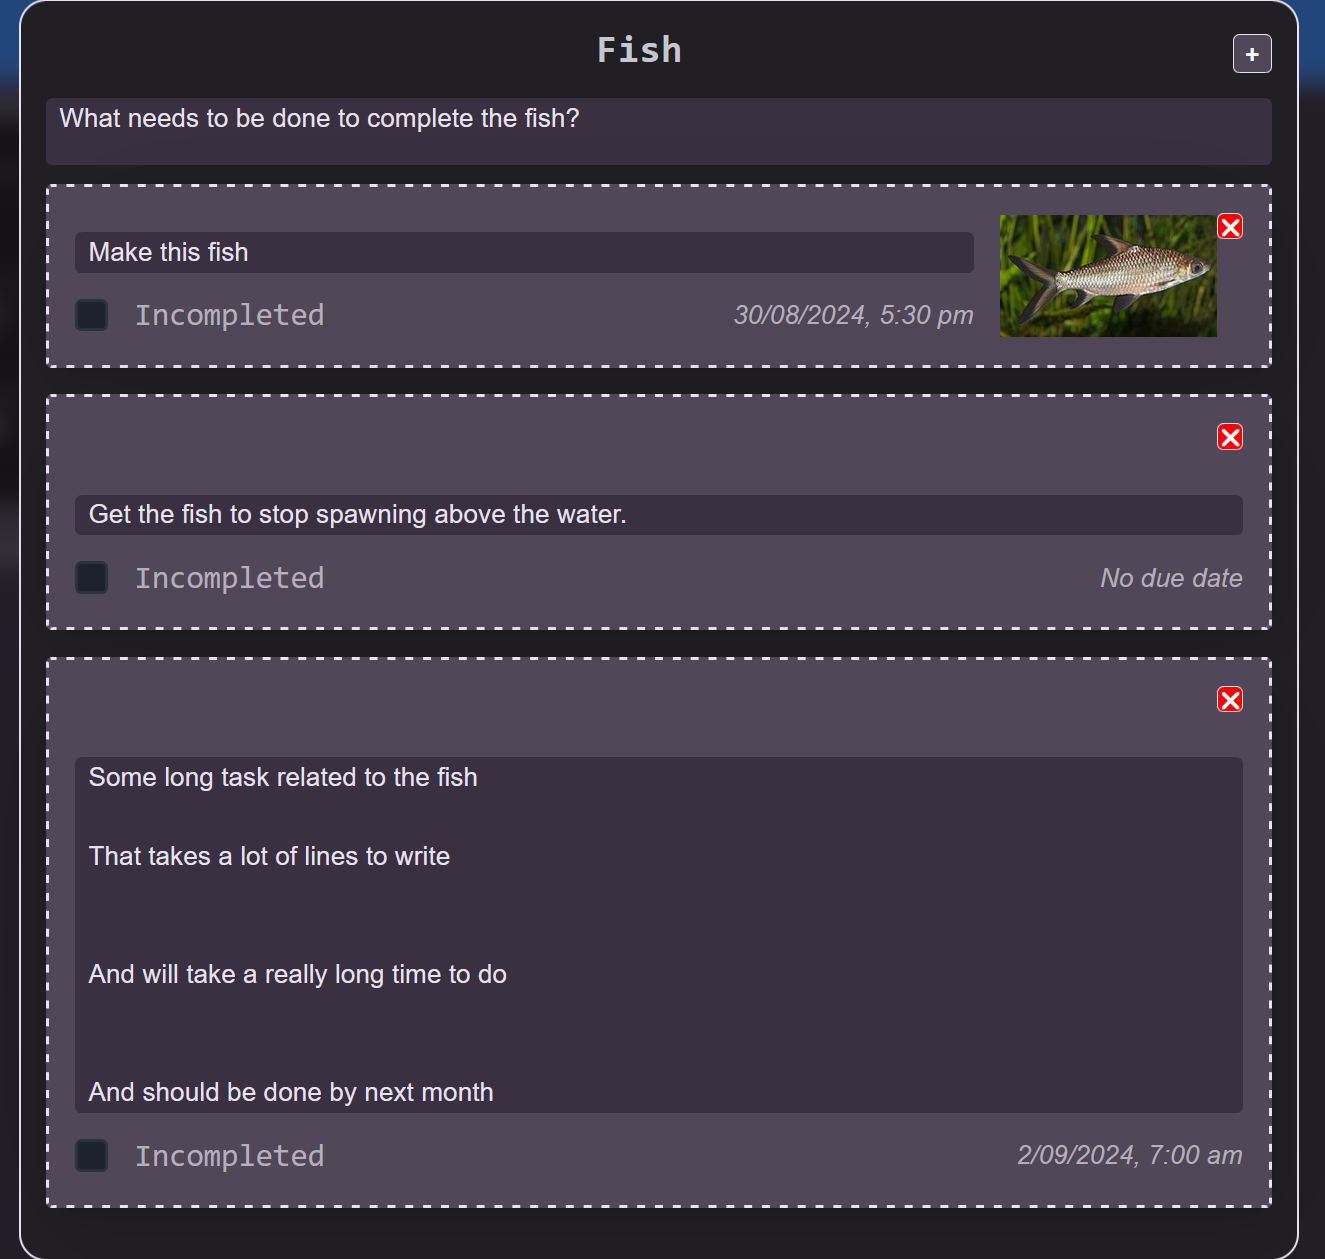 Fish
+
What needs to be done to complete the fish?
Make this fish
Incompleted
30/08/2024, 5:30 pm
Get the fish to stop spawning above the water.
Incompleted
No due date
Some long task related to the fish
That takes a lot of lines to write
And will take a really long time to do
And should be done by next month
Incompleted
2/09/2024, 7:00 am